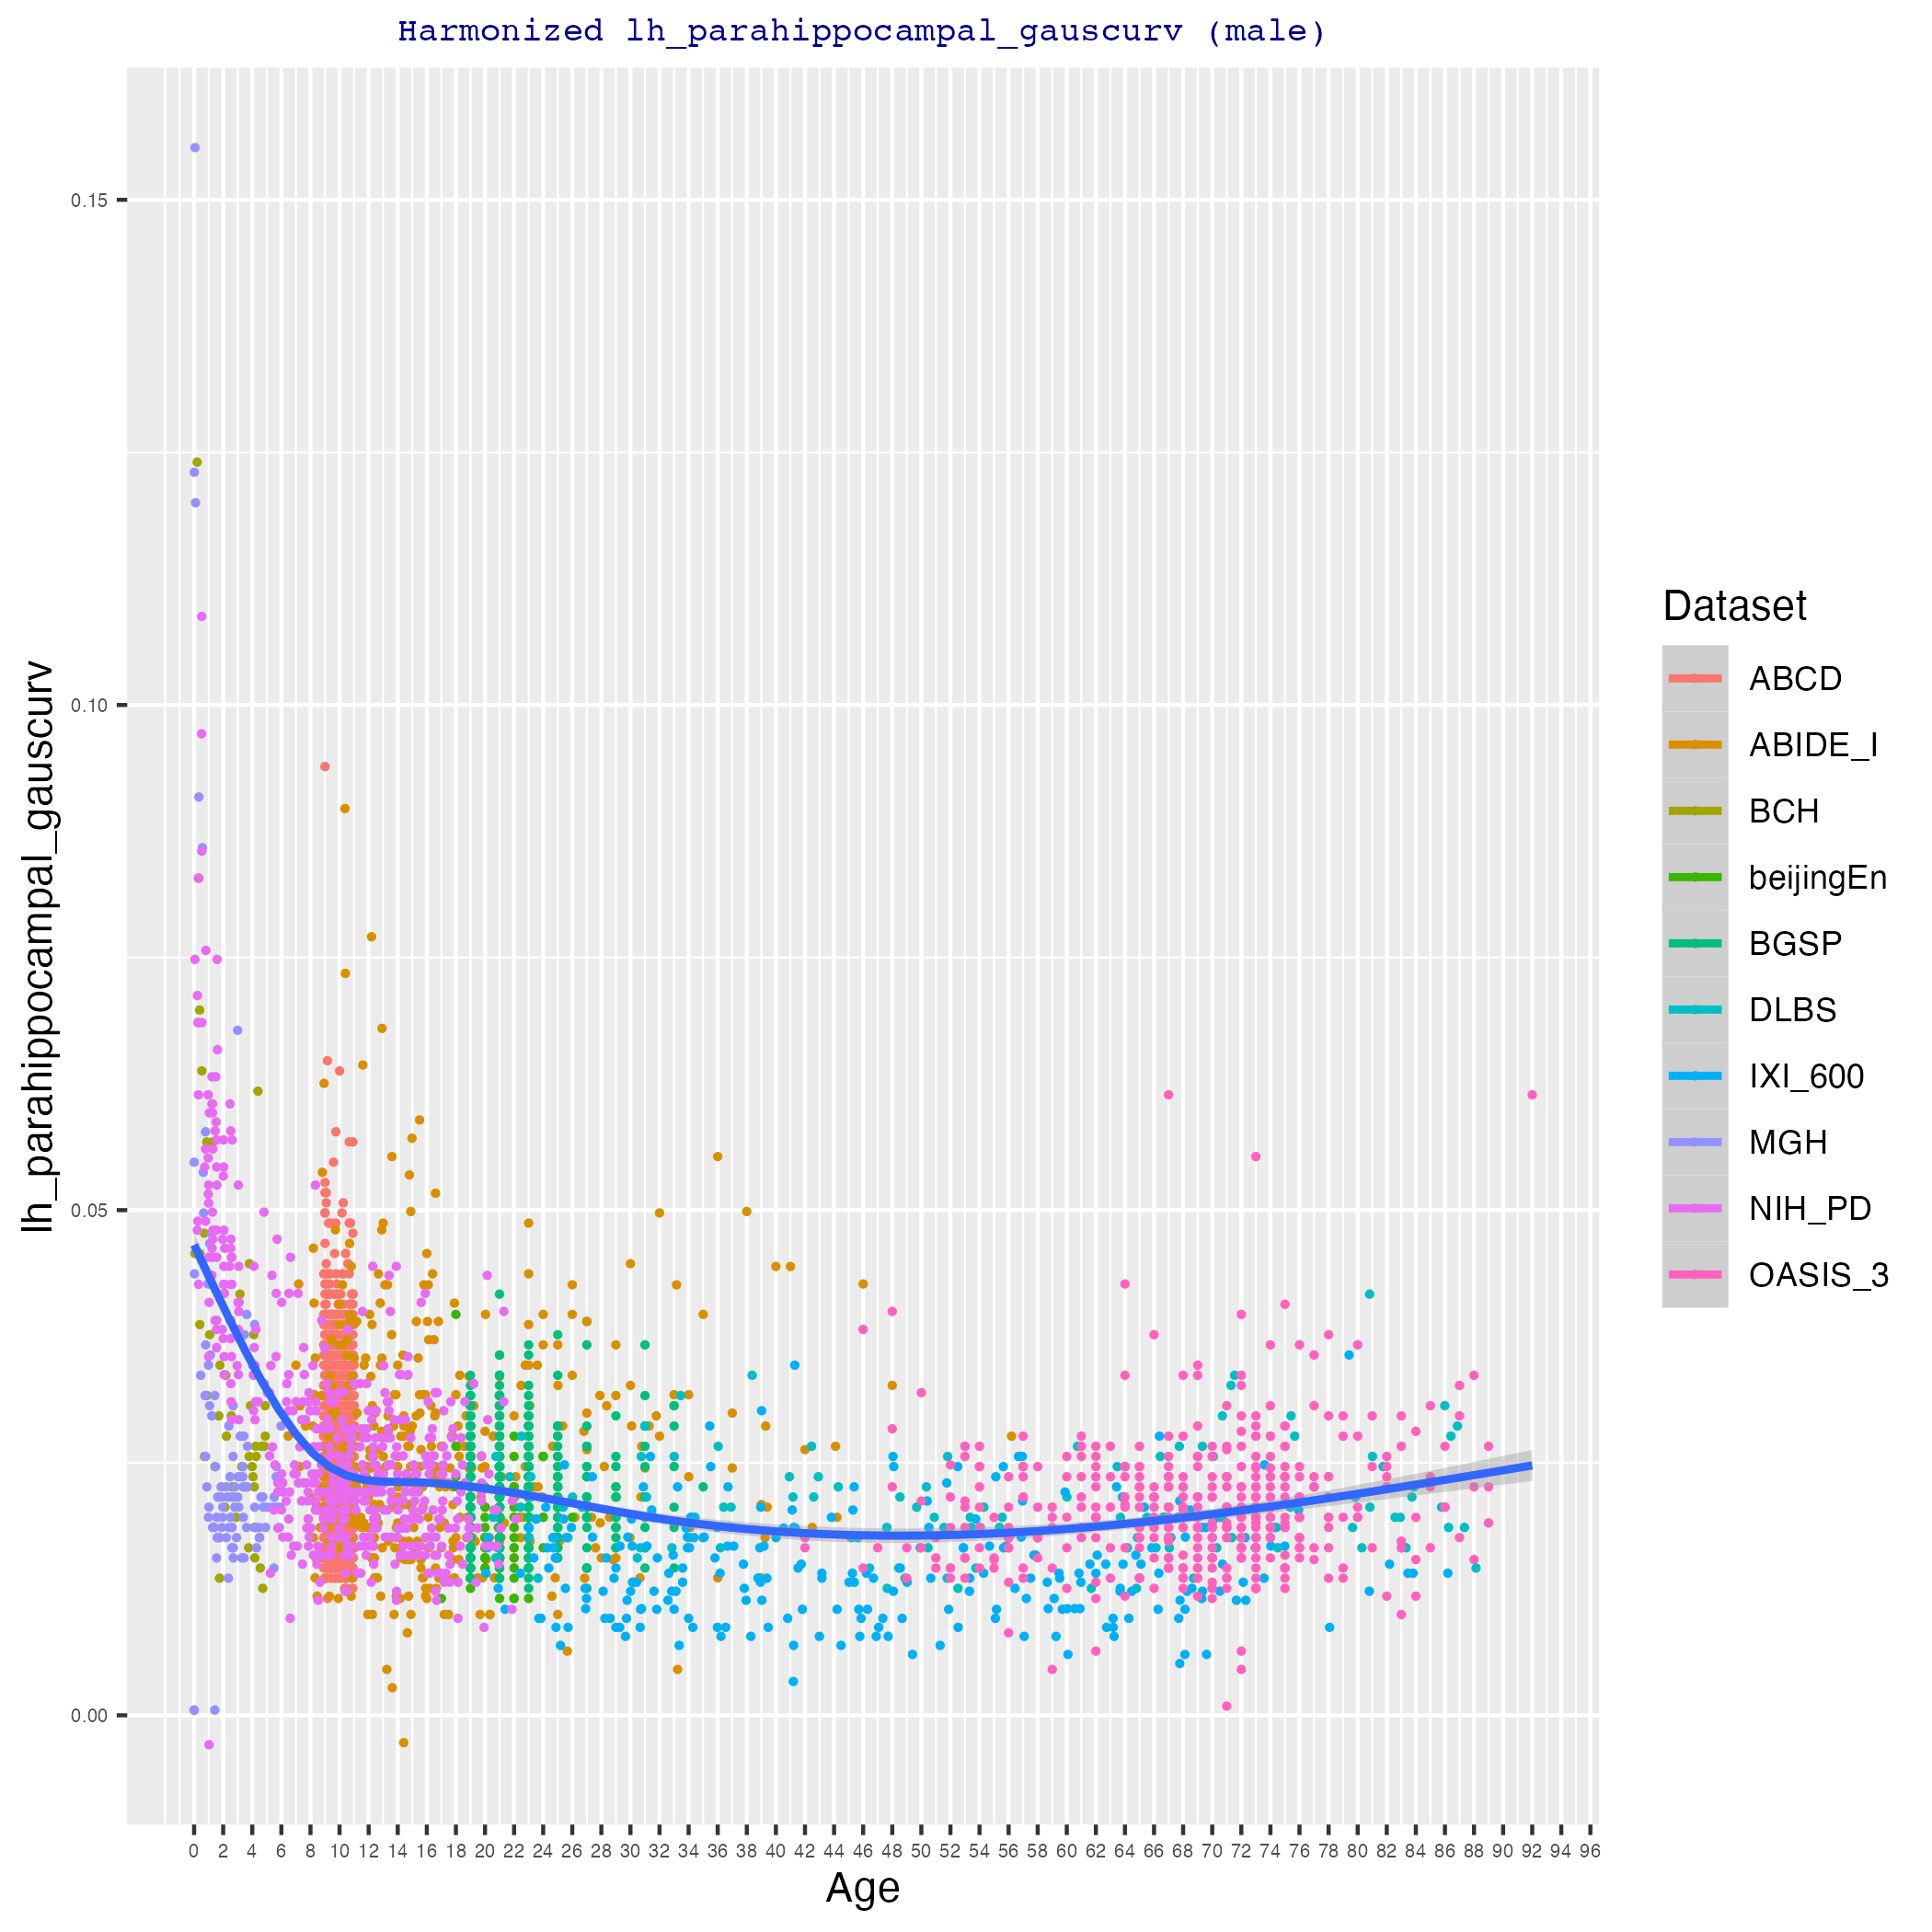 Harmonized lh_parahippocampal_gauscurv (male)
lh_parahippocampal_gauscurv
0.15
0.10
0.05
0.00
0 2 4 6 8 10 12 14 16 18 20 22 24 26 28 30 32 34 36 38 40 42 44 46 48 50 52 54 56 58 60 62 64 66 68 70 72 74 76 78 80 82 84 86 88 90 92 94 96
Age
Dataset
ABCD
ABIDE_I
BCH
beijingEn
BGSP
DLBS
IXI_600
MGH
NIH_PD
OASIS_3